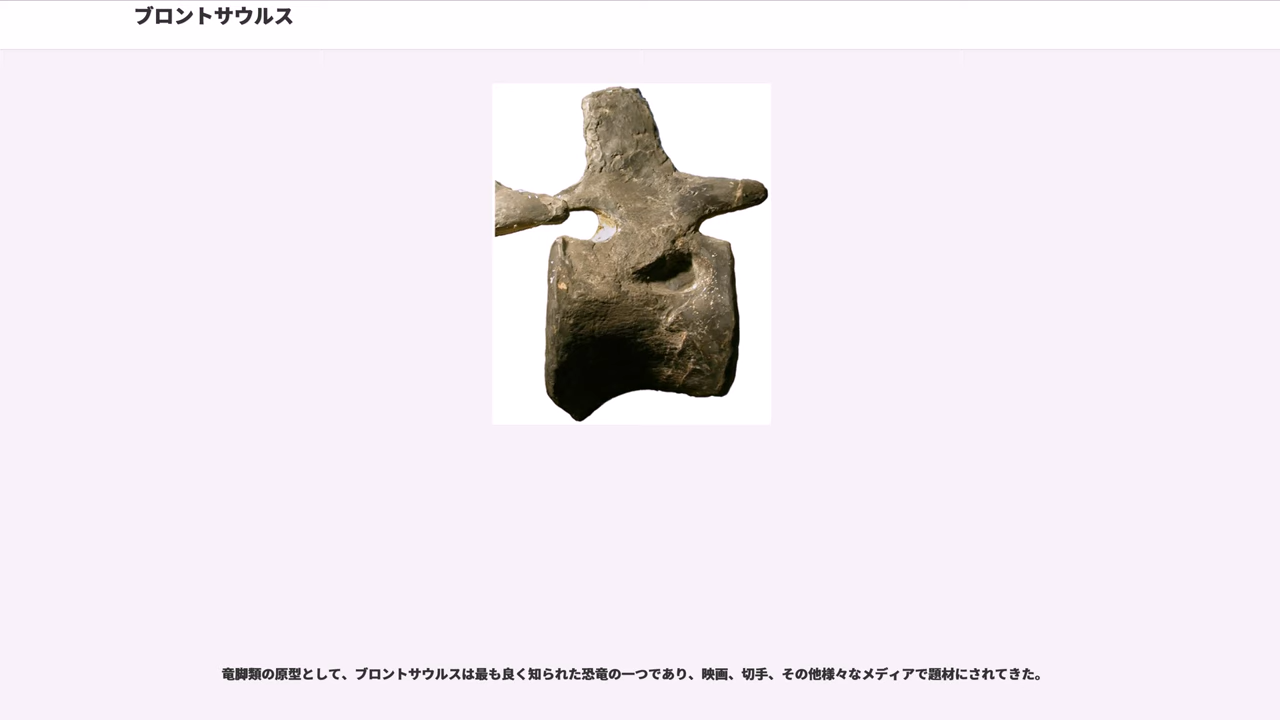 ブロントサウルス
竜脚類の原型として、ブロントサウルスは最も良く知られた恐竜の一つであり、映画、切手、その他様々なメディアで題材にされてきた。